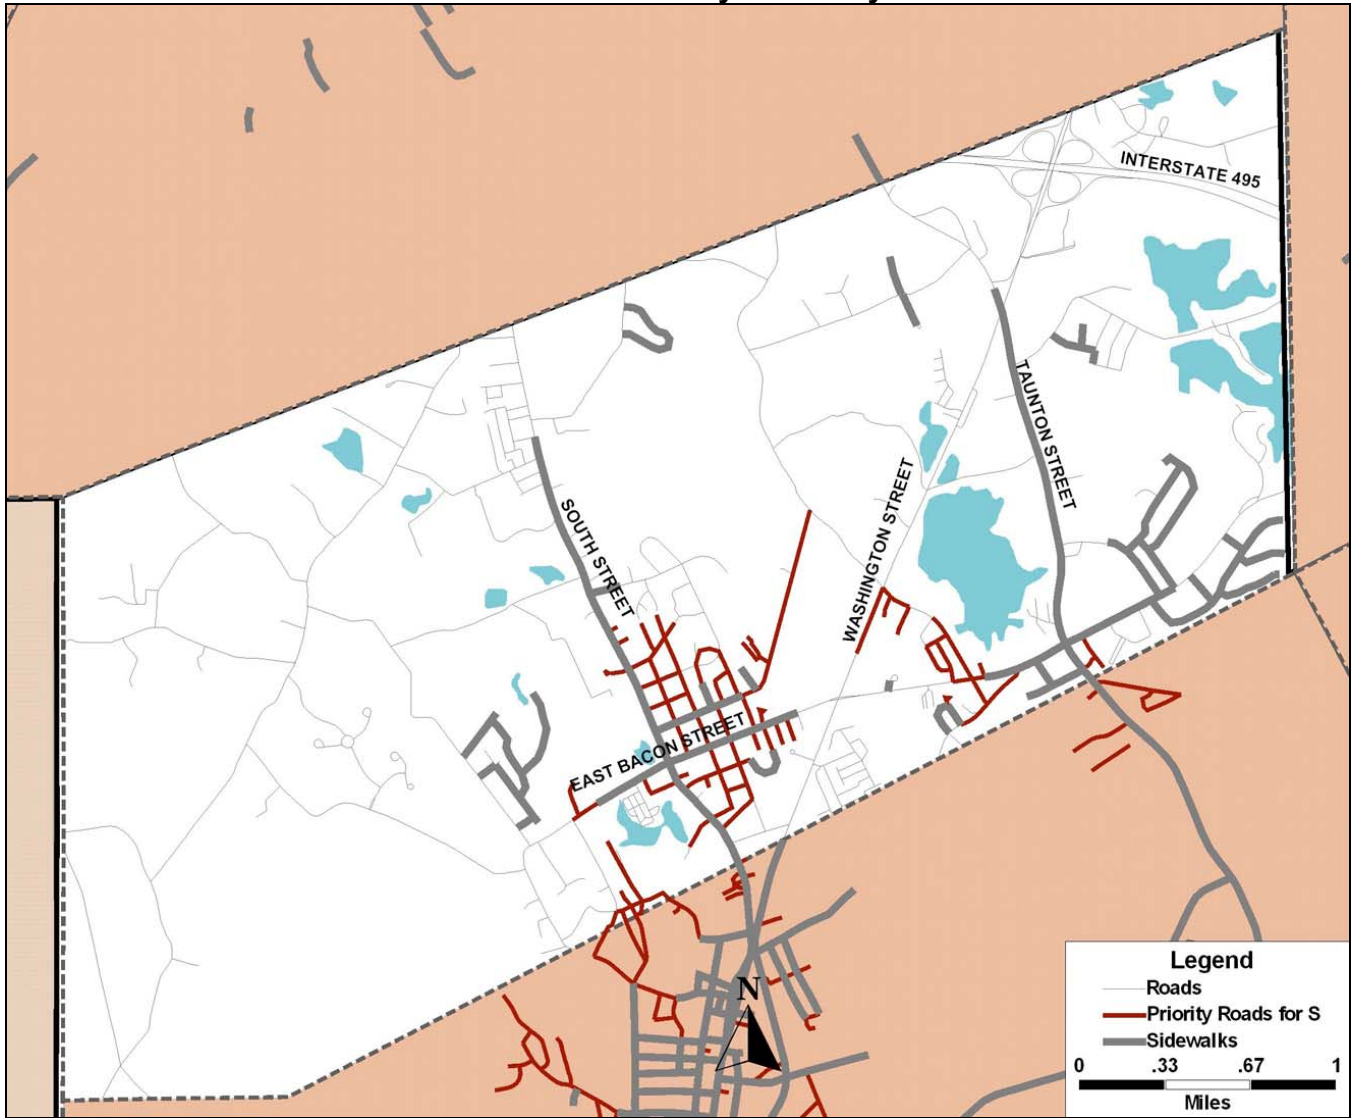 INTERSTATE 495
TAUNTON STREET
WASHINGTON STREET
SOUTH STREET
EAST BACON STREET
N
Legend
Roads
Priority Roads for S
Sidewalks
0 .33 .67 1
Miles